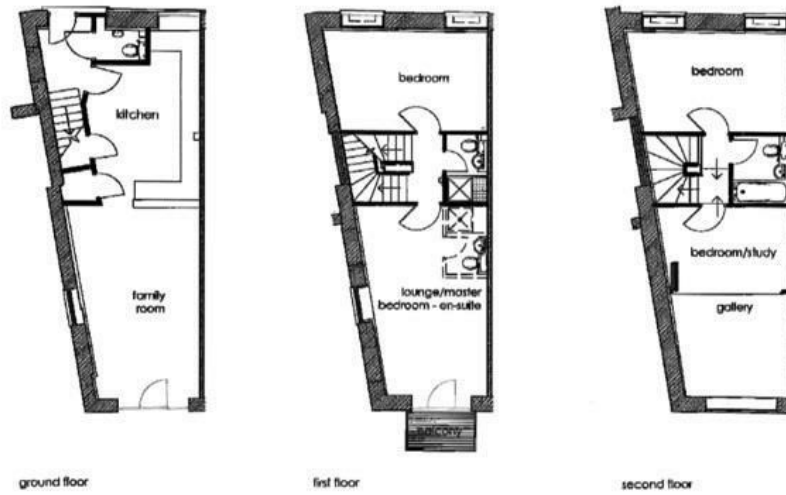 kitchen
family
room
ground floor
bedroom
lounge/master
bedroom - en-suite
balcony
first floor
bedroom
bedroom/study
gallery
second floor